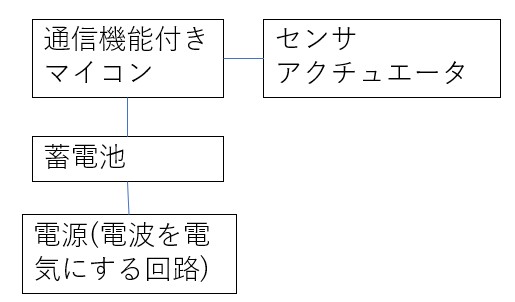 通信機能付き
マイコン
センサ
アクチュエータ
蓄電池
電源(電波を電
気にする回路)